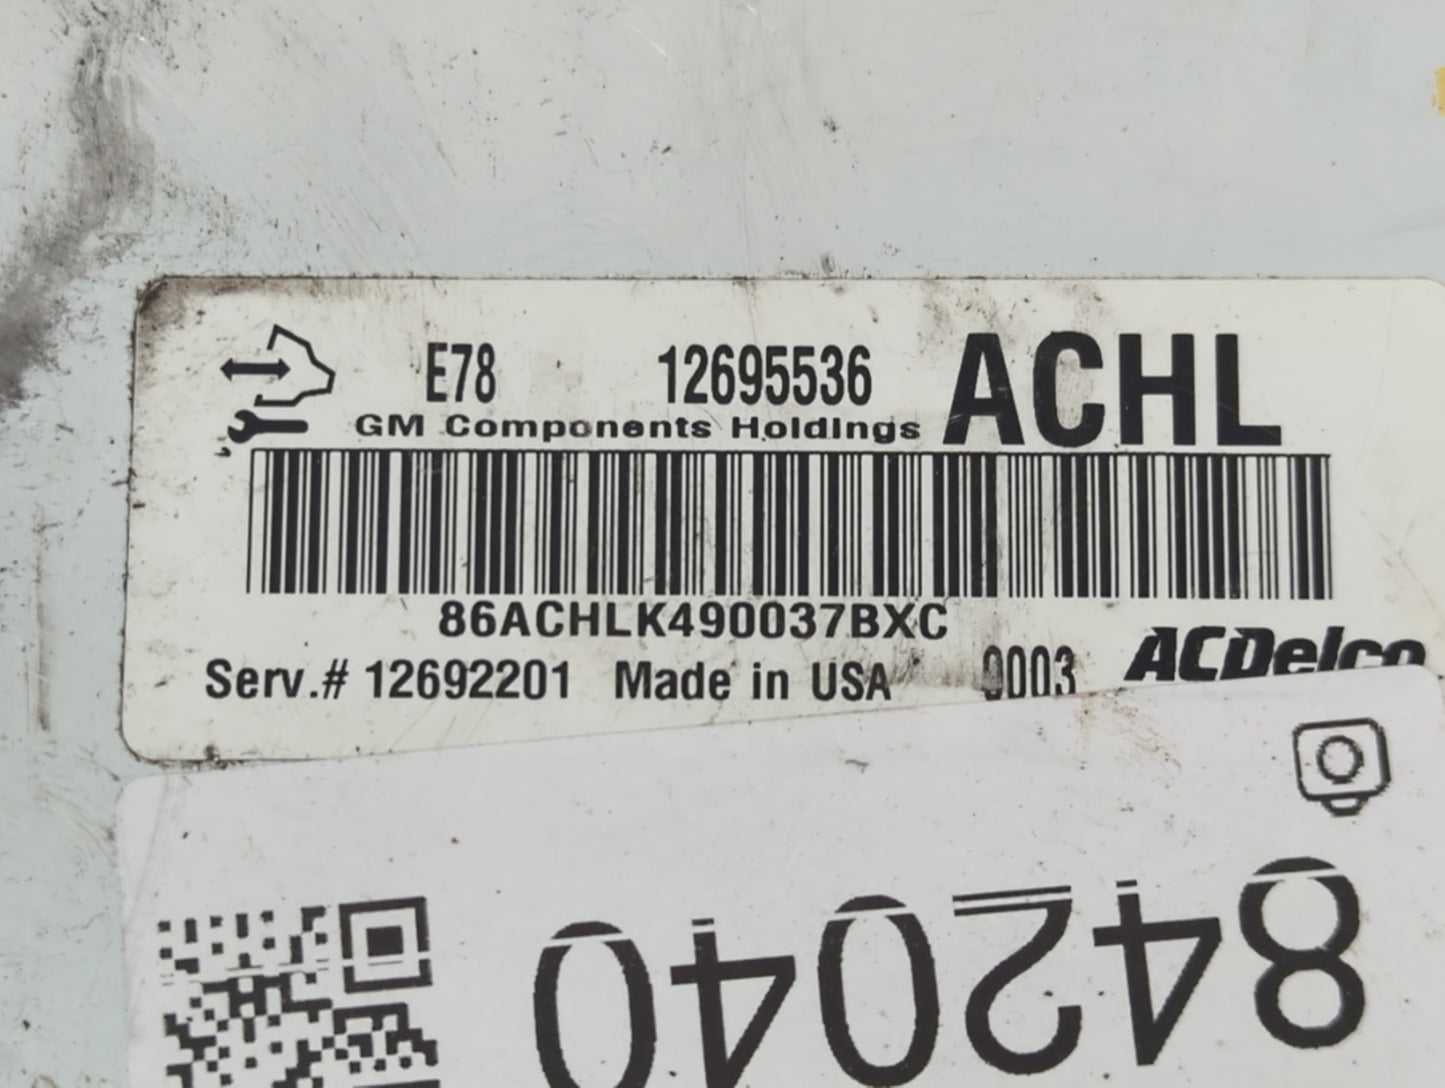 E78 12695536 ACHL
GM Components Holdings
86ACHLK490037BXC
Serv.# 12692201 Made in USA 0003 ACDelco
842040